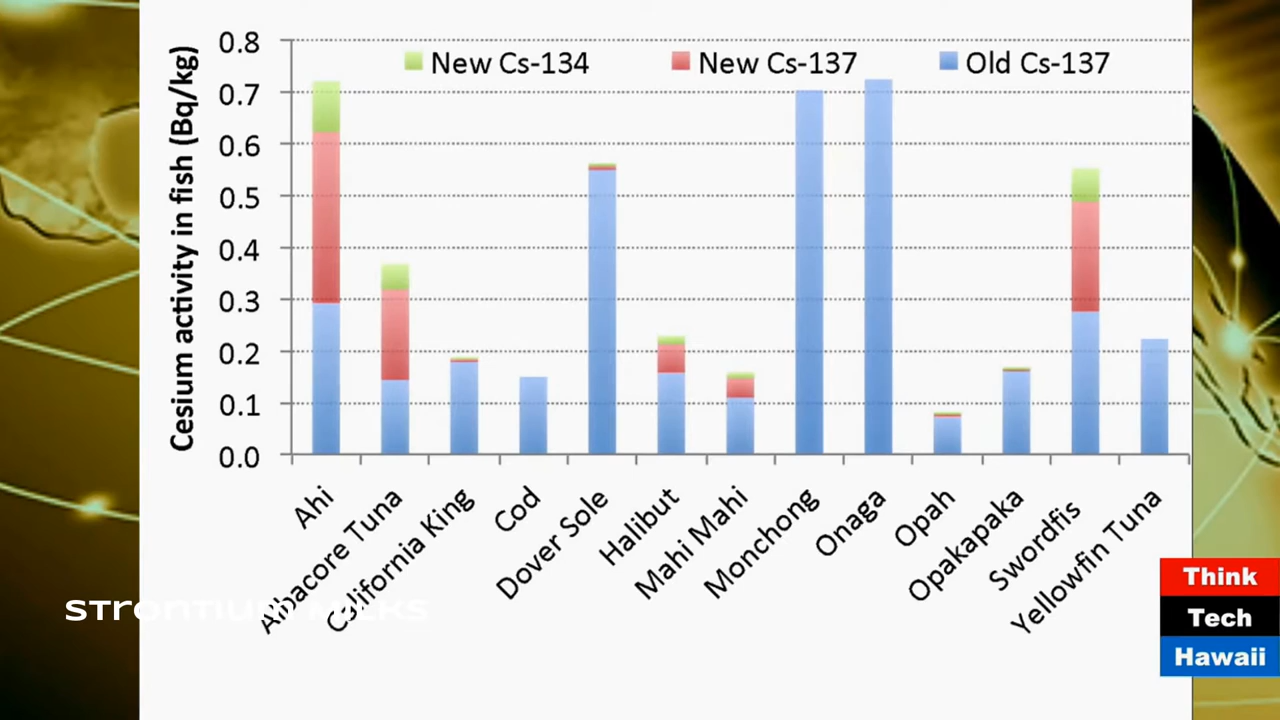 0.8
0.7
0.6
0.5
0.4
0.3
0.2
0.1
0.0
Cesium activity in fish (Bq/kg)
New Cs-134
New Cs-137
Old Cs-137
Ahi
Albacore Tuna
California King
Cod
Dover Sole
Halibut
Mahi Mahi
Monchong
Onaga
Opah
Opakapaka
Swordfis
Yellowfin Tuna
STrOnTIUM MILKS
Think
Tech
Hawaii